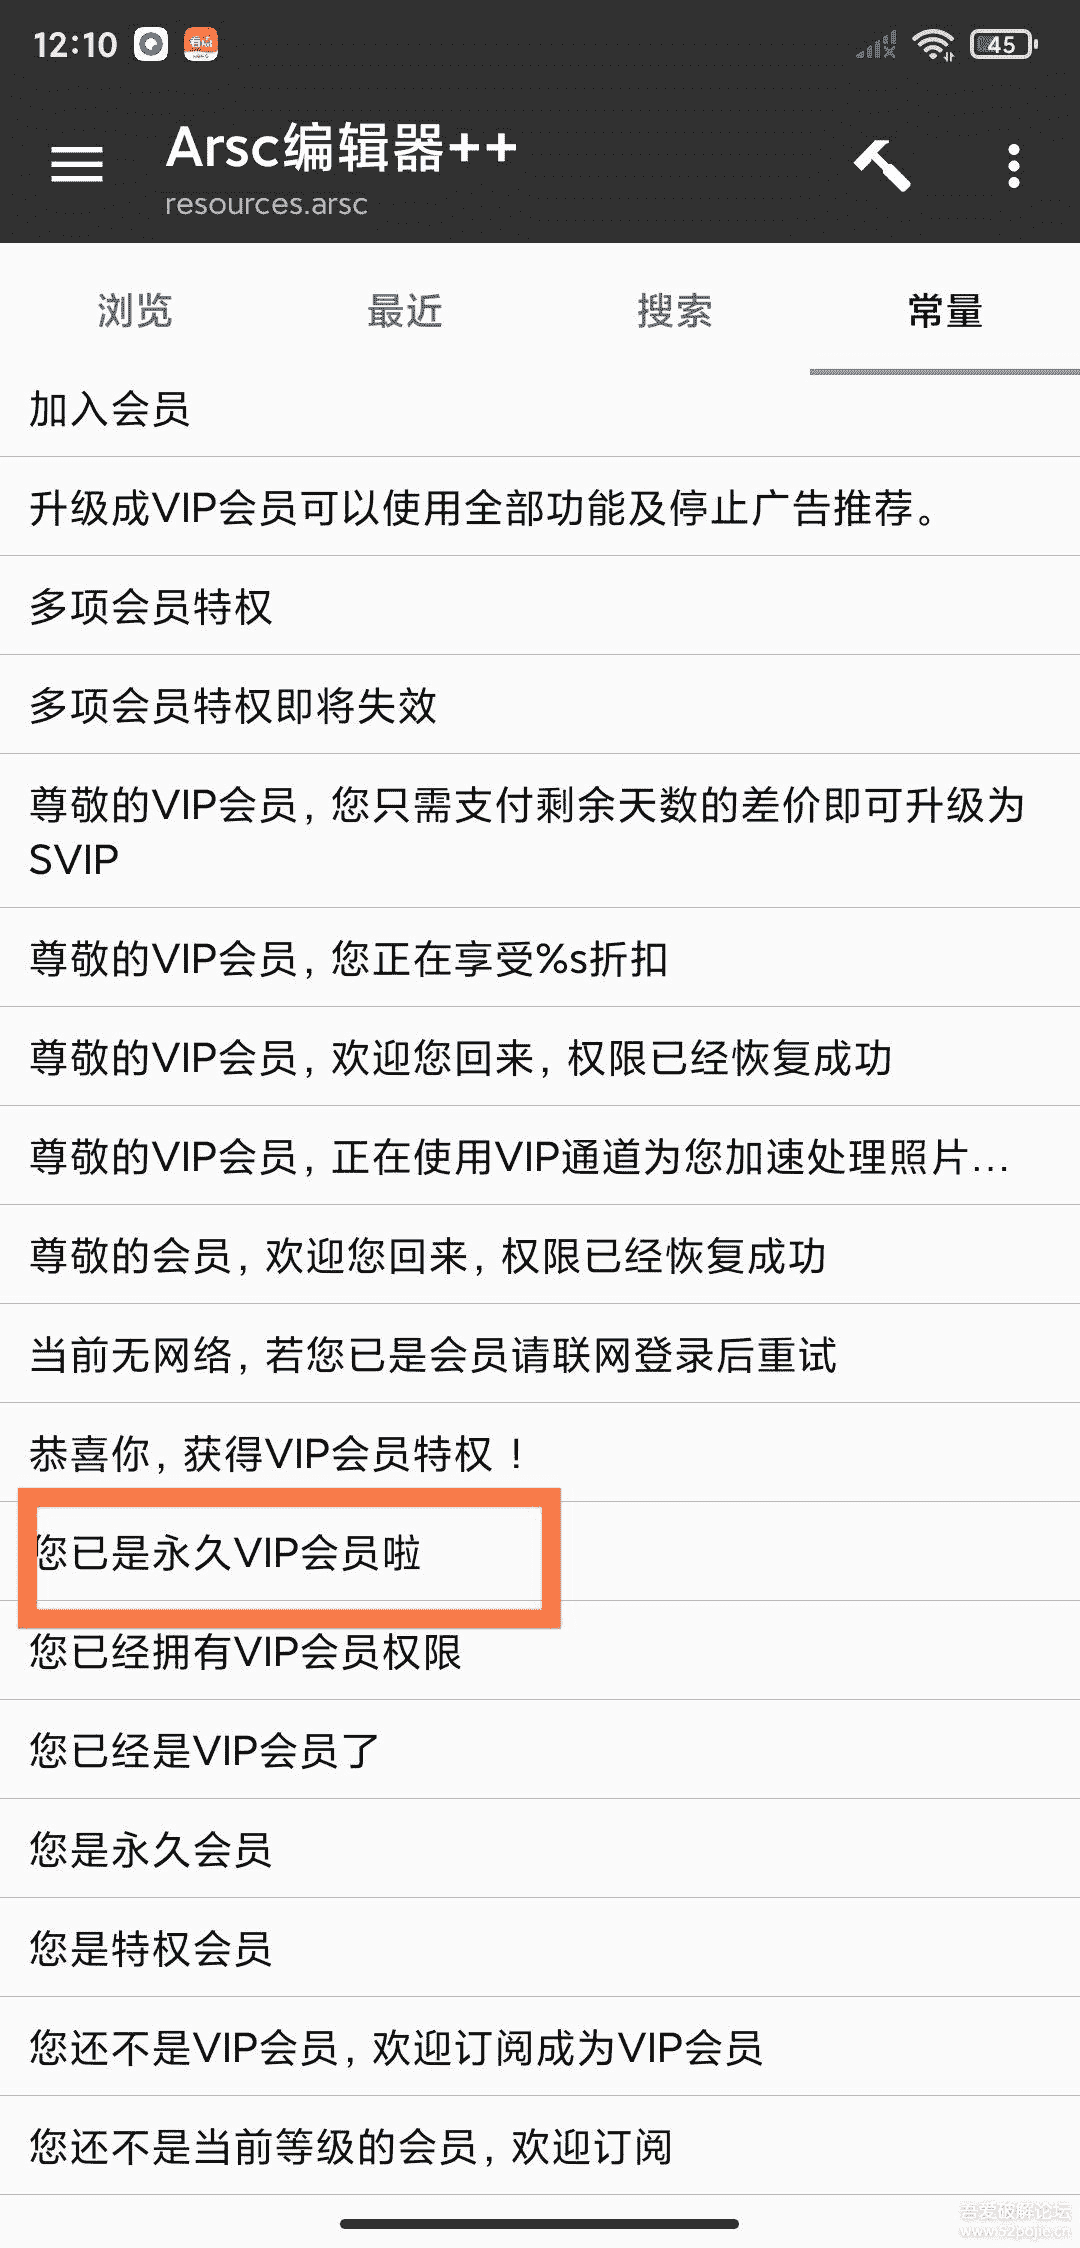 12:10
45
Arsc编辑器++
resources.arsc
浏览 最近 搜索 常量
加入会员
升级成VIP会员可以使用全部功能及停止广告推荐。
多项会员特权
多项会员特权即将失效
尊敬的VIP会员, 您只需支付剩余天数的差价即可升级为
SVIP
尊敬的VIP会员, 您正在享受%s折扣
尊敬的VIP会员, 欢迎您回来, 权限已经恢复成功
尊敬的VIP会员, 正在使用VIP通道为您加速处理照片...
尊敬的会员, 欢迎您回来, 权限已经恢复成功
当前无网络, 若您已是会员请联网登录后重试
恭喜你, 获得VIP会员特权！
您已是永久VIP会员啦
您已经拥有VIP会员权限
您已经是VIP会员了
您是永久会员
您是特权会员
您还不是VIP会员, 欢迎订阅成为VIP会员
您还不是当前等级的会员, 欢迎订阅
吾爱破解论坛
www.52pojie.cn